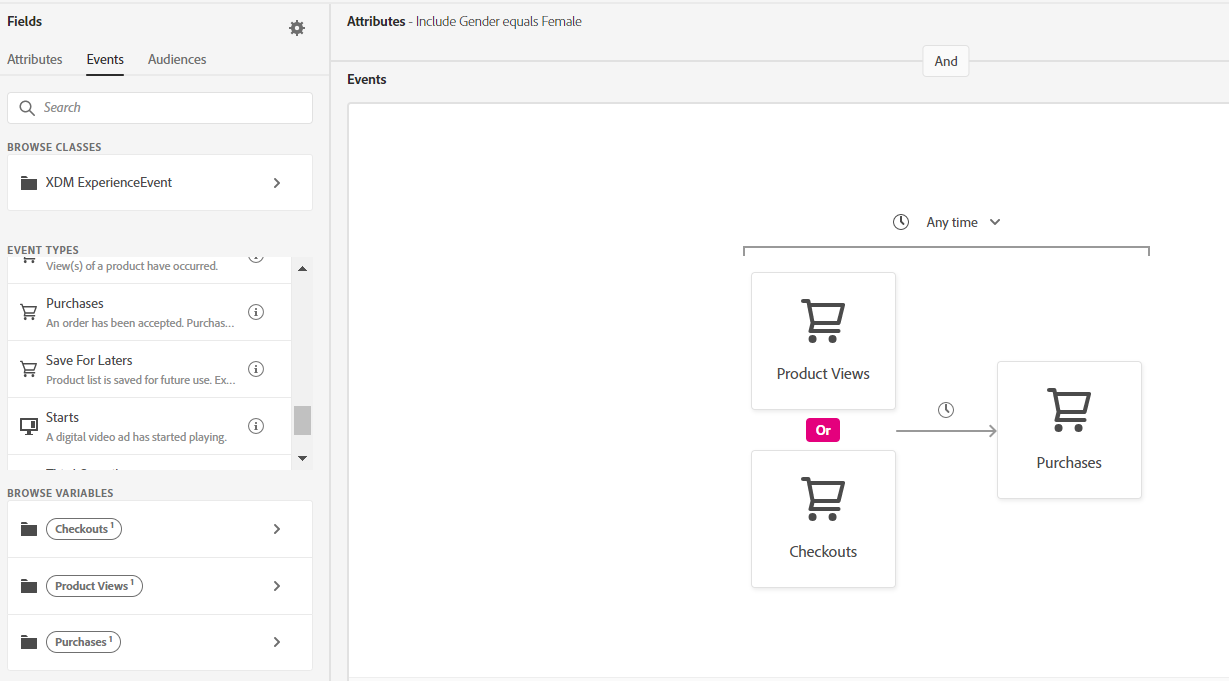 Fields
Attributes Events Audiences
Search
BROWSE CLASSES
XDM ExperienceEvent
EVENT TYPES
View(s) of a product have occurred.
Purchases
An order has been accepted. Purchas...
Save For Laters
Product list is saved for future use. Ex...
Starts
A digital video ad has started playing.
BROWSE VARIABLES
Checkouts 1
Product Views 1
Purchases 1
Attributes - Include Gender equals Female
And
Events
Any time
Product Views
Or
Checkouts
Purchases